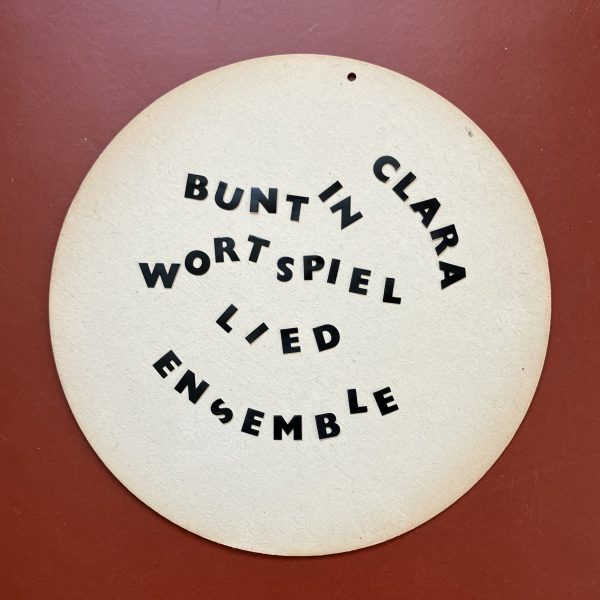 BUNT IN
CLARA
WORTSPIEL
LIED
ENSEMBLE